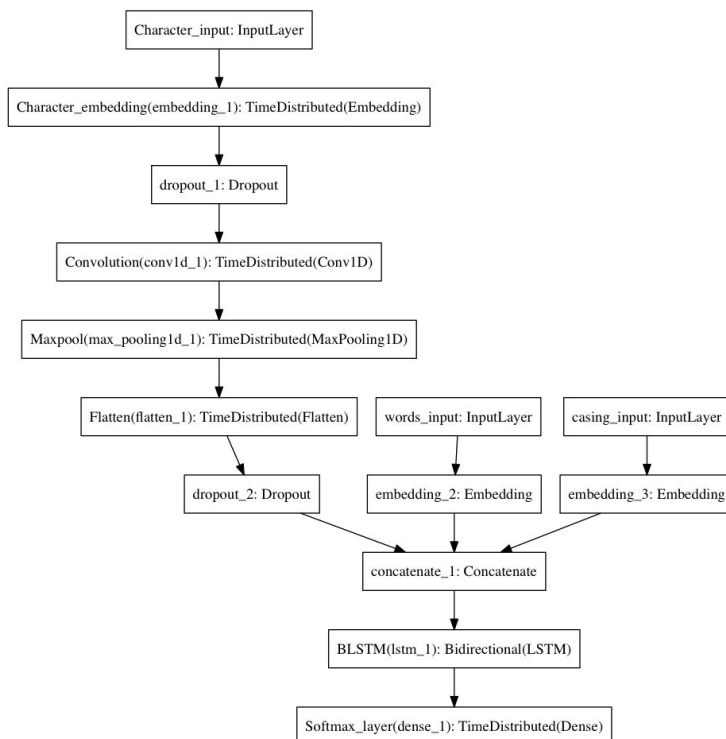 Character_input: InputLayer
Character_embedding(embedding_1): TimeDistributed(Embedding)
dropout_1: Dropout
Convolution(conv1d_1): TimeDistributed(Conv1D)
Maxpool(max_pooling1d_1): TimeDistributed(MaxPooling1D)
Flatten(flatten_1): TimeDistributed(Flatten)
words_input: InputLayer
casing_input: InputLayer
dropout_2: Dropout
embedding_2: Embedding
embedding_3: Embedding
concatenate_1: Concatenate
BLSTM(lstm_1): Bidirectional(LSTM)
Softmax_layer(dense_1): TimeDistributed(Dense)